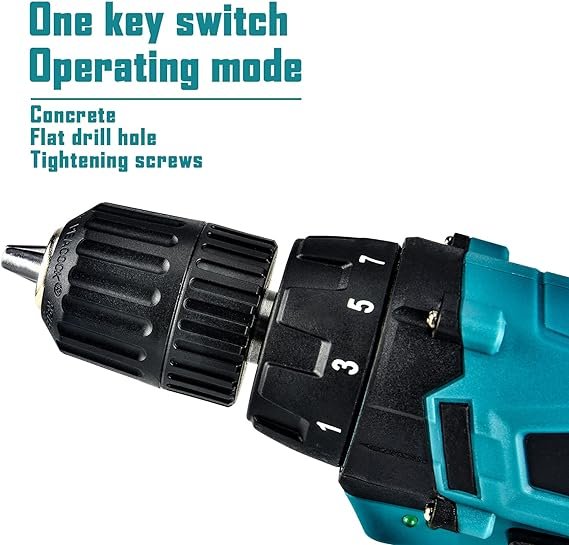 One key switch
Operating mode
Concrete
Flat drill hole
Tightening screws
7
5
3
1